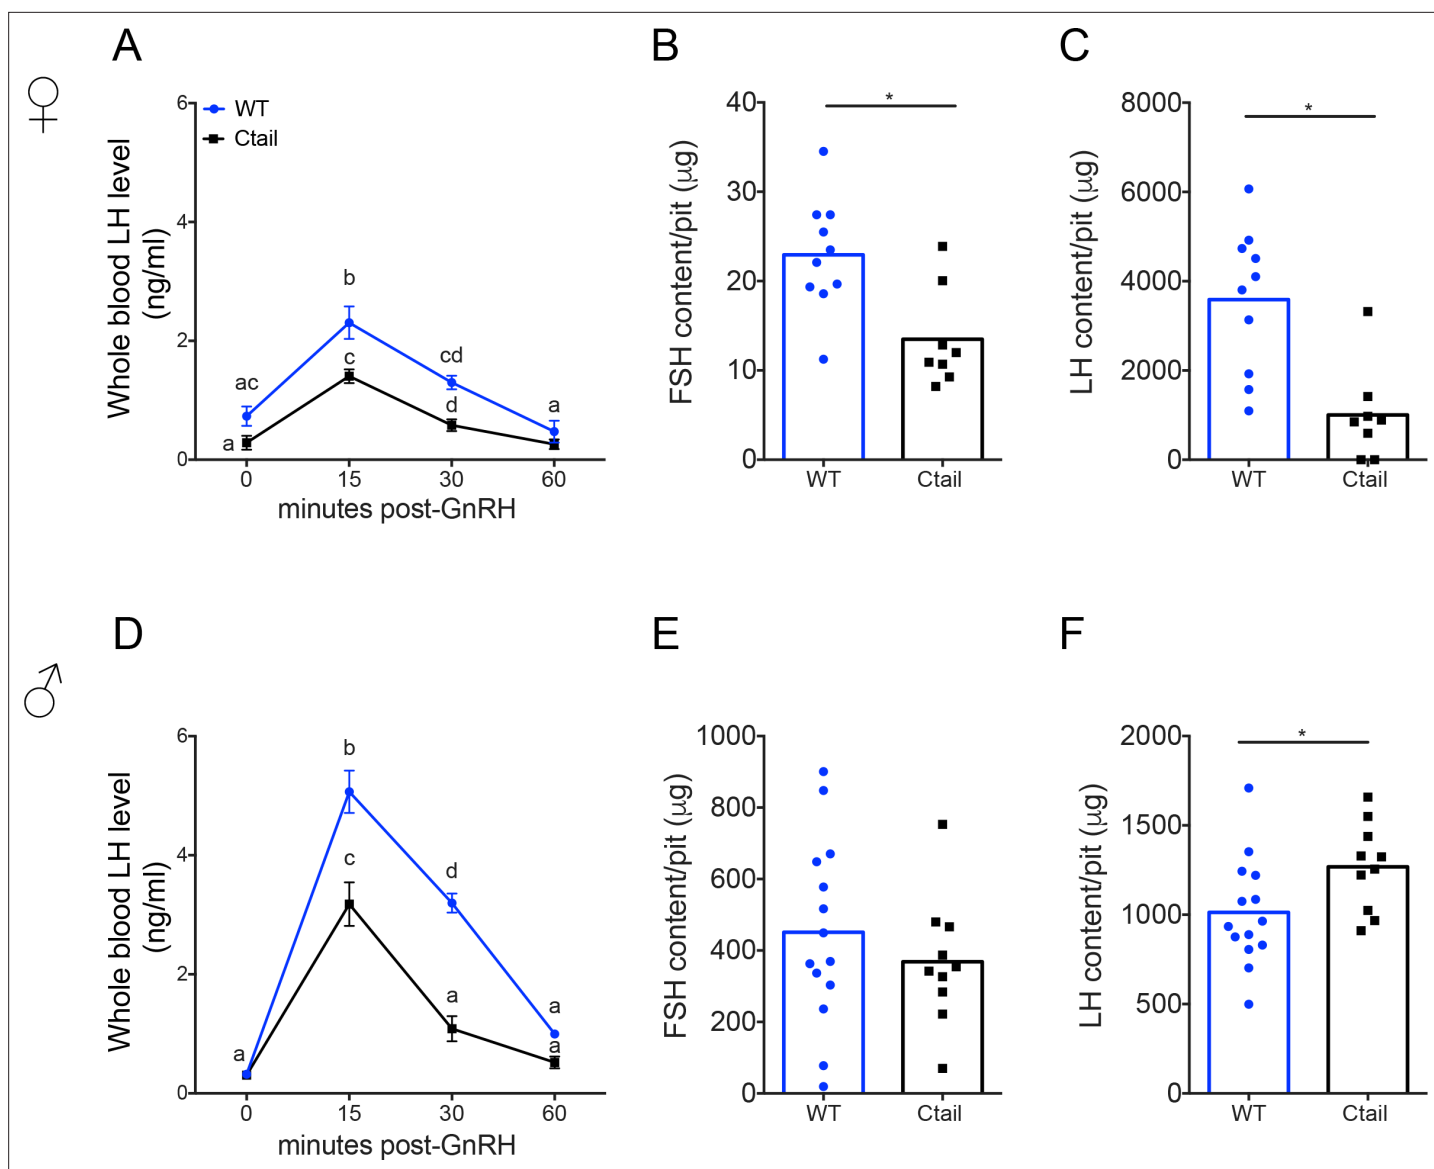 A
B
C
♀
WT
Ctail
Whole blood LH level
(ng/ml)
6
4
2
0
ac
a
b
c
cd
d
a
0 15 30 60
minutes post-GnRH
FSH content/pit (µg)
40
30
20
10
0
*
WT Ctail
LH content/pit (µg)
8000
6000
4000
2000
0
*
WT Ctail
D
E
F
♂
Whole blood LH level
(ng/ml)
6
4
2
0
a
b
c
d
a
a
a
0 15 30 60
minutes post-GnRH
FSH content/pit (µg)
1000
800
600
400
200
0
WT Ctail
LH content/pit (µg)
2000
1500
1000
500
0
*
WT Ctail